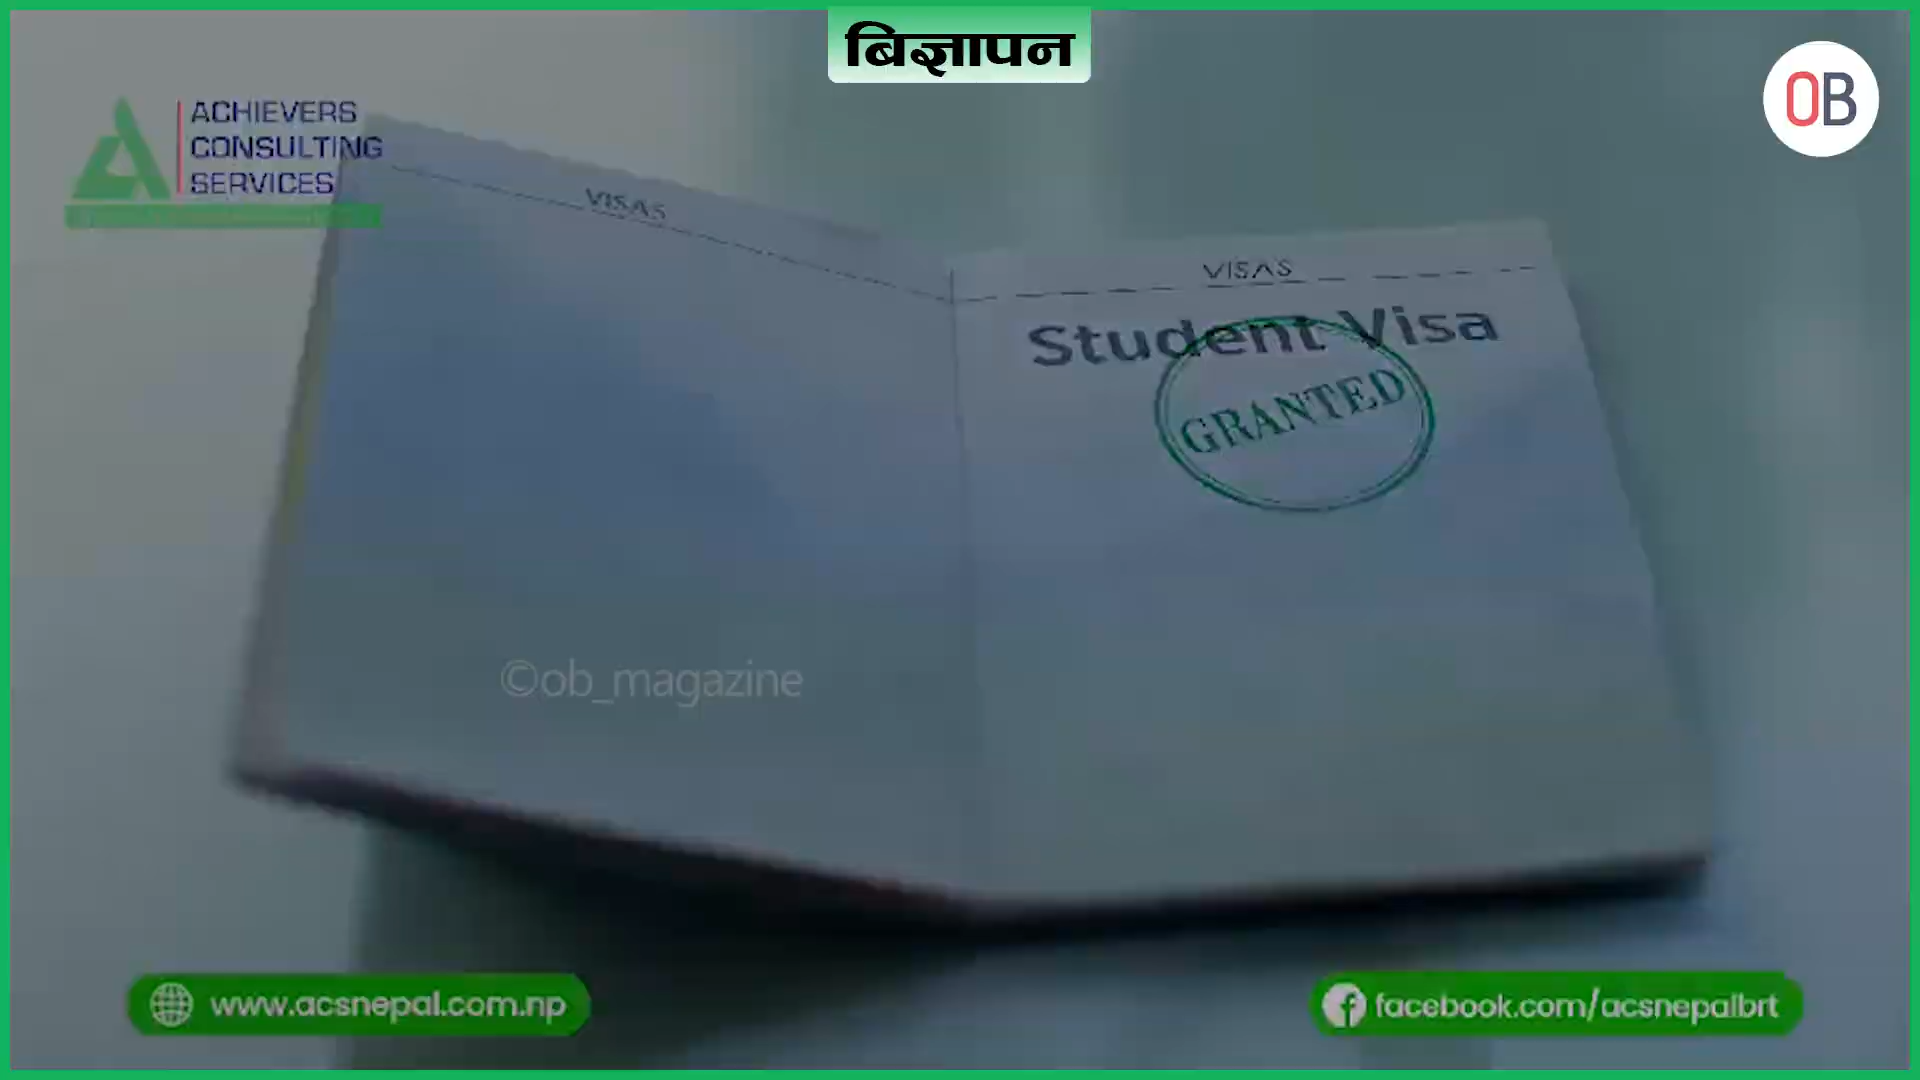 बिज्ञापन
OB
ACHIEVERS
CONSULTING
SERVICES
VISAS
VISAS
Student Visa
GRANTED
©ob_magazine
www.acsnepal.com.np
facebook.com/acsnepalbrt